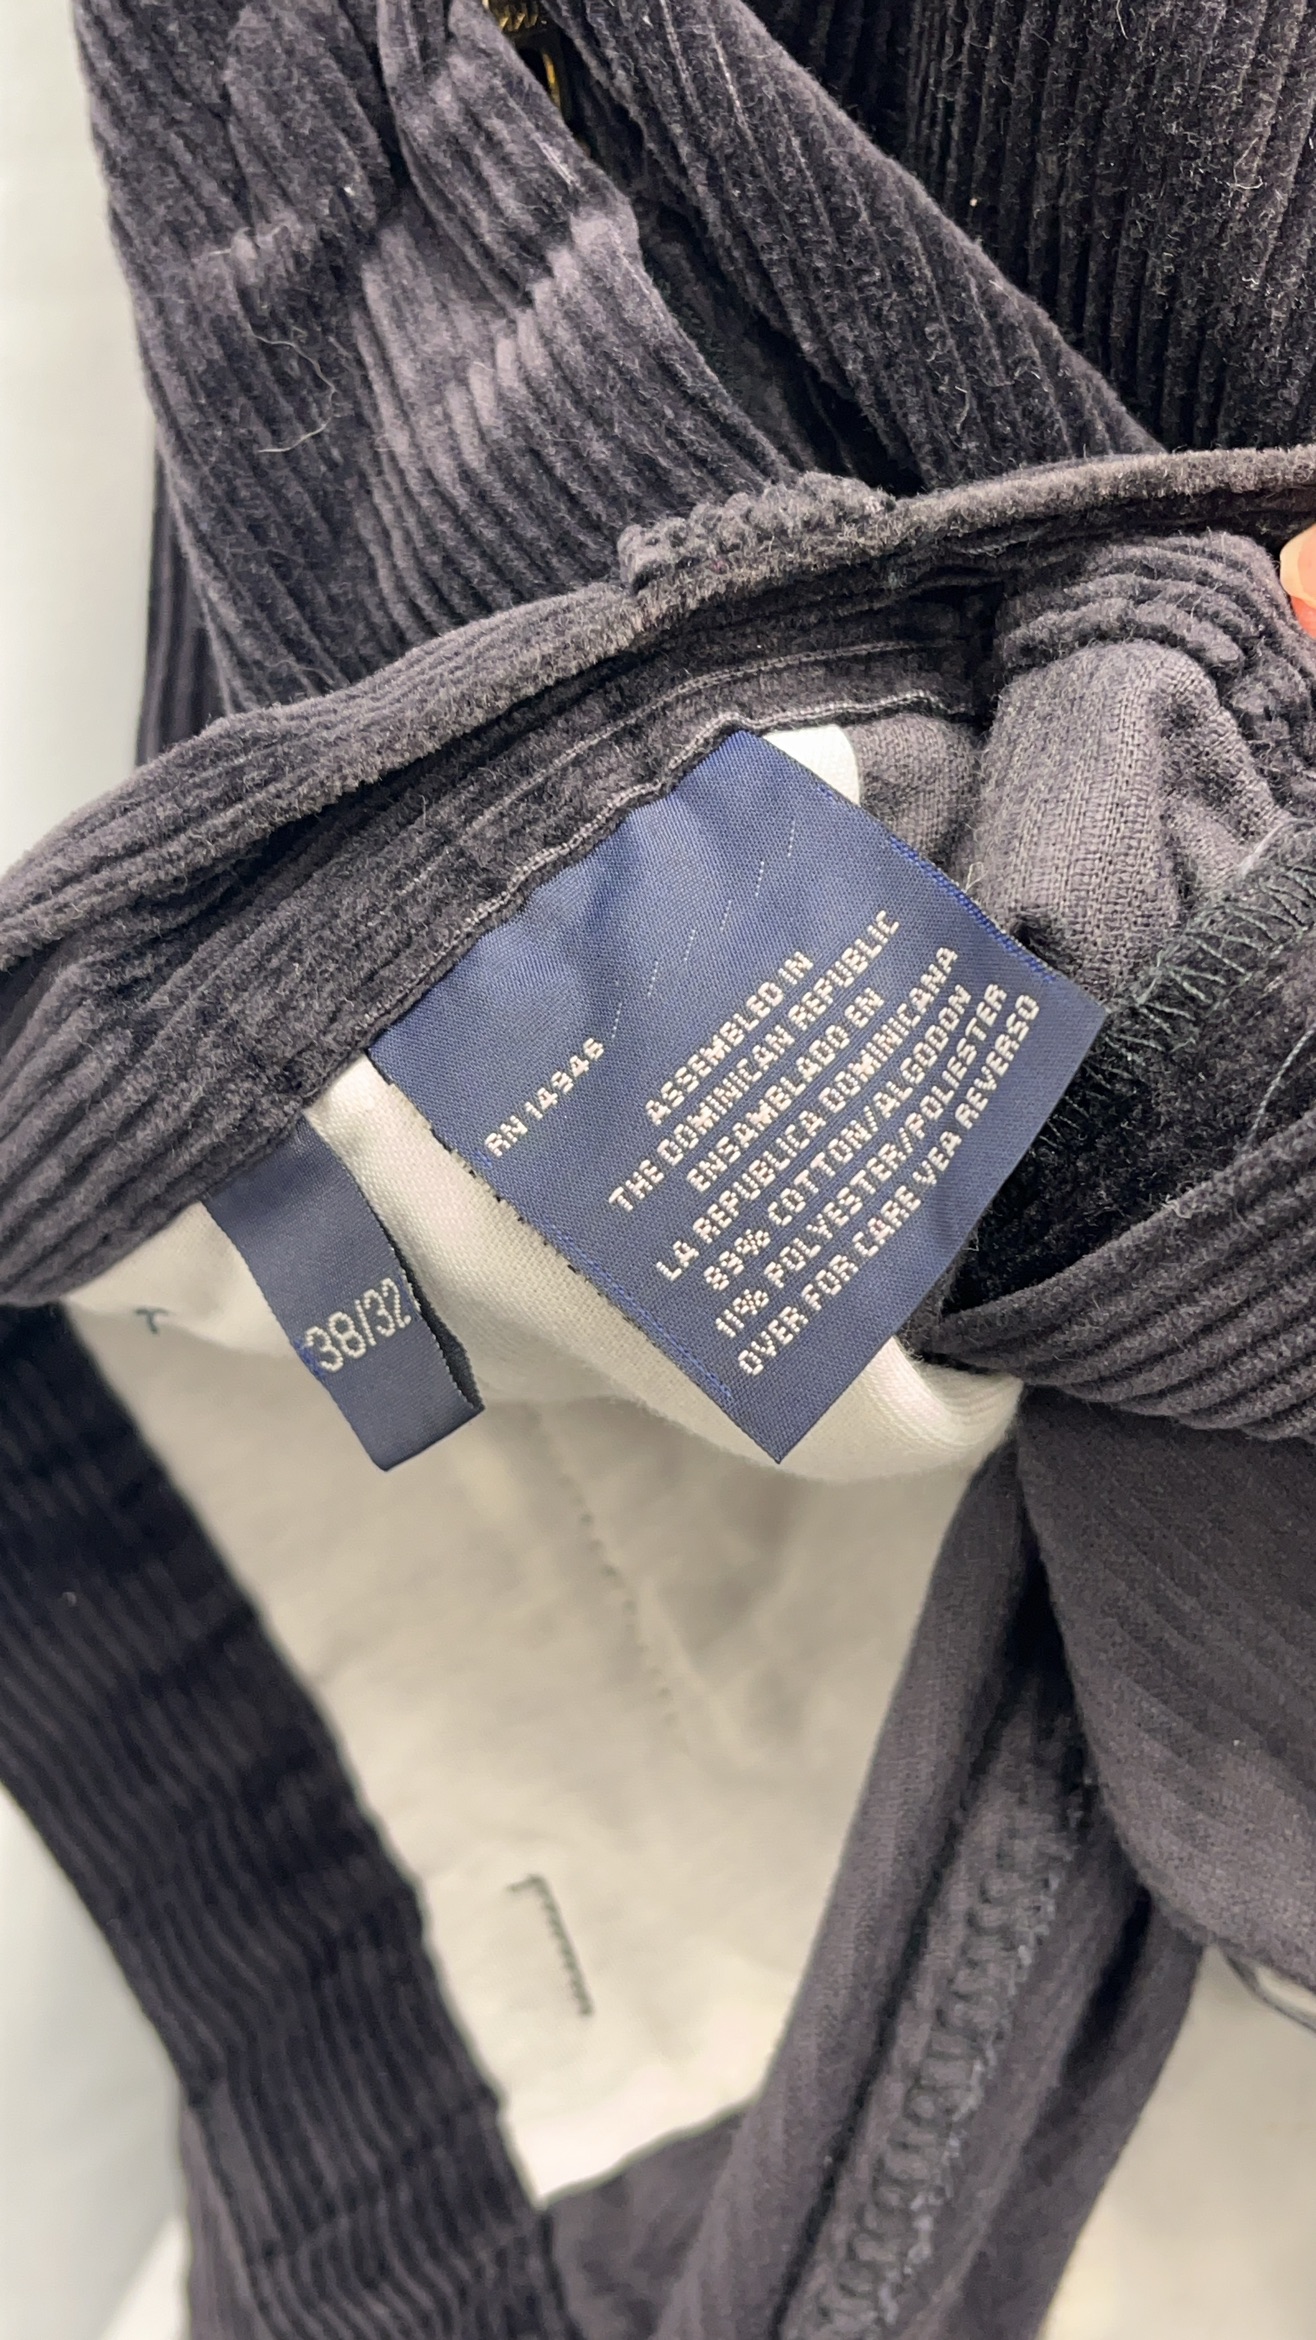 RN 14346
ASSEMBLED IN
THE DOMINICAN REPUBLIC
ENSAMBLADO EN
LA REPUBLICA DOMINICANA
89% COTTON/ALGODON
11% POLYESTER/POLIESTER
OVER FOR CARE VEA REVERSO
38/32